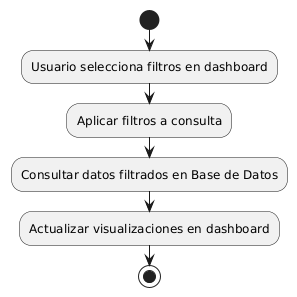 Usuario selecciona filtros en dashboard
Aplicar filtros a consulta
Consultar datos filtrados en Base de Datos
Actualizar visualizaciones en dashboard